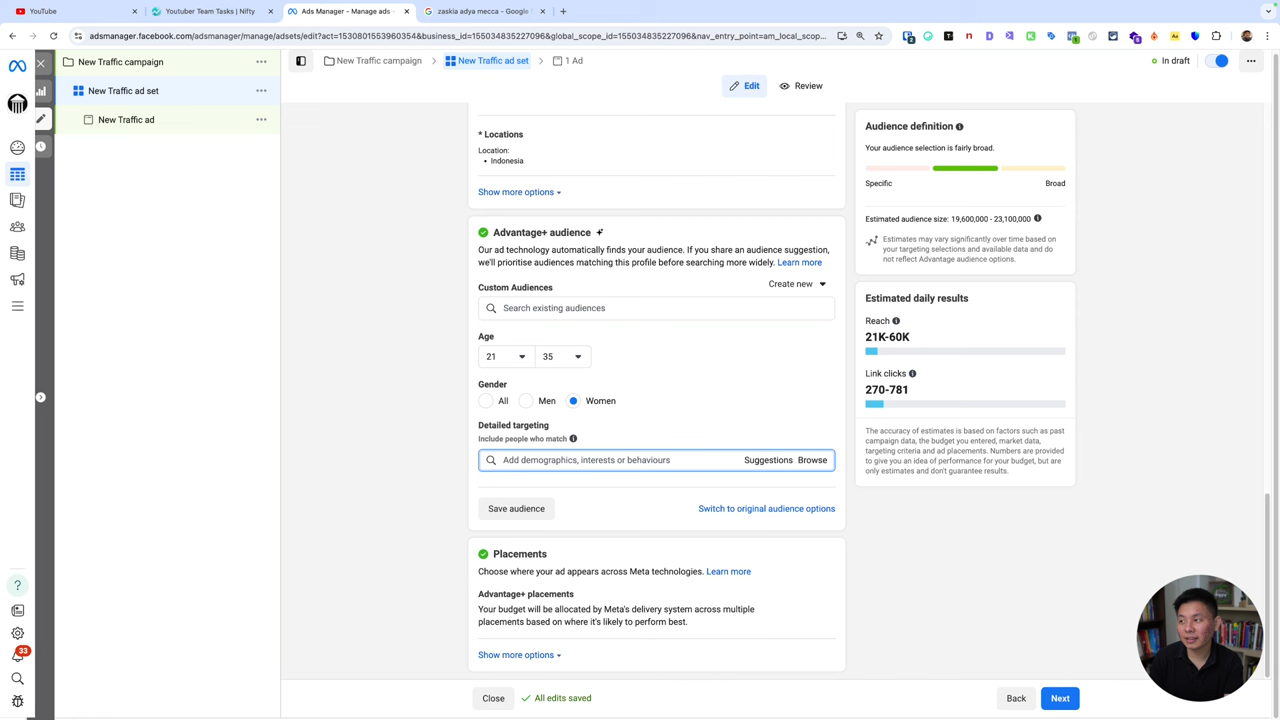 YouTube
Youtuber Team Tasks | Nifty
Ads Manager - Manage ads -
zaskia adya mecca - Google
adsmanager.facebook.com/adsmanager/manage/adsets/edit?act=1530801553960354&business_id=155034835227096&global_scope_id=155034835227096&nav_entry_point=am_local_scop...
New Traffic campaign
New Traffic ad set
New Traffic ad
33
New Traffic campaign
New Traffic ad set
1 Ad
In draft
Edit
Review
* Locations
Location:
• Indonesia
Show more options
Advantage+ audience
Our ad technology automatically finds your audience. If you share an audience suggestion,
we'll prioritise audiences matching this profile before searching more widely. Learn more
Custom Audiences
Create new
Search existing audiences
Age
21
35
Gender
All
Men
Women
Detailed targeting
Include people who match
Add demographics, interests or behaviours
Suggestions
Browse
Save audience
Switch to original audience options
Placements
Choose where your ad appears across Meta technologies. Learn more
Advantage+ placements
Your budget will be allocated by Meta's delivery system across multiple
placements based on where it's likely to perform best.
Show more options
Close
All edits saved
Back
Next
Audience definition
Your audience selection is fairly broad.
Specific
Broad
Estimated audience size: 19,600,000 - 23,100,000
Estimates may vary significantly over time based on
your targeting selections and available data and do
not reflect Advantage audience options.
Estimated daily results
Reach
21K-60K
Link clicks
270-781
The accuracy of estimates is based on factors such as past
campaign data, the budget you entered, market data,
targeting criteria and ad placements. Numbers are provided
to give you an idea of performance for your budget, but are
only estimates and don't guarantee results.